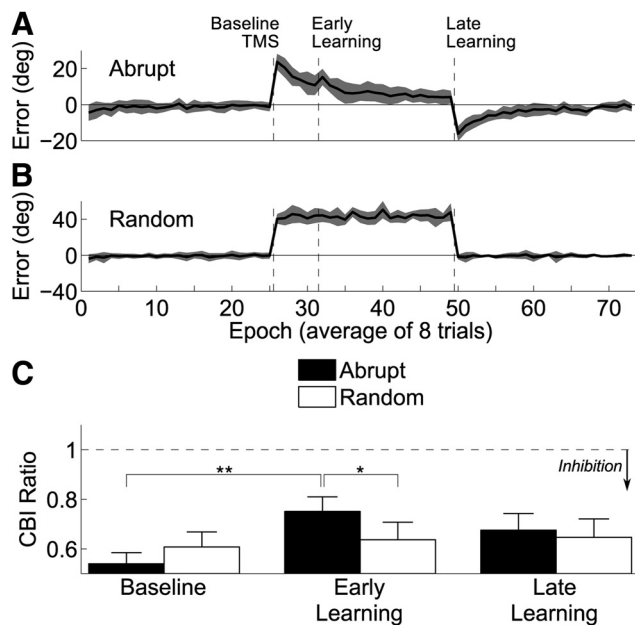 A
Baseline TMS
Early Learning
Late Learning
Error (deg)
20
0
−20
Abrupt
B
Error (deg)
40
0
−40
Random
0 10 20 30 40 50 60 70
Epoch (average of 8 trials)
C
Abrupt
Random
CBI Ratio
1
0.8
0.6
**
*
Inhibition
Baseline
Early Learning
Late Learning